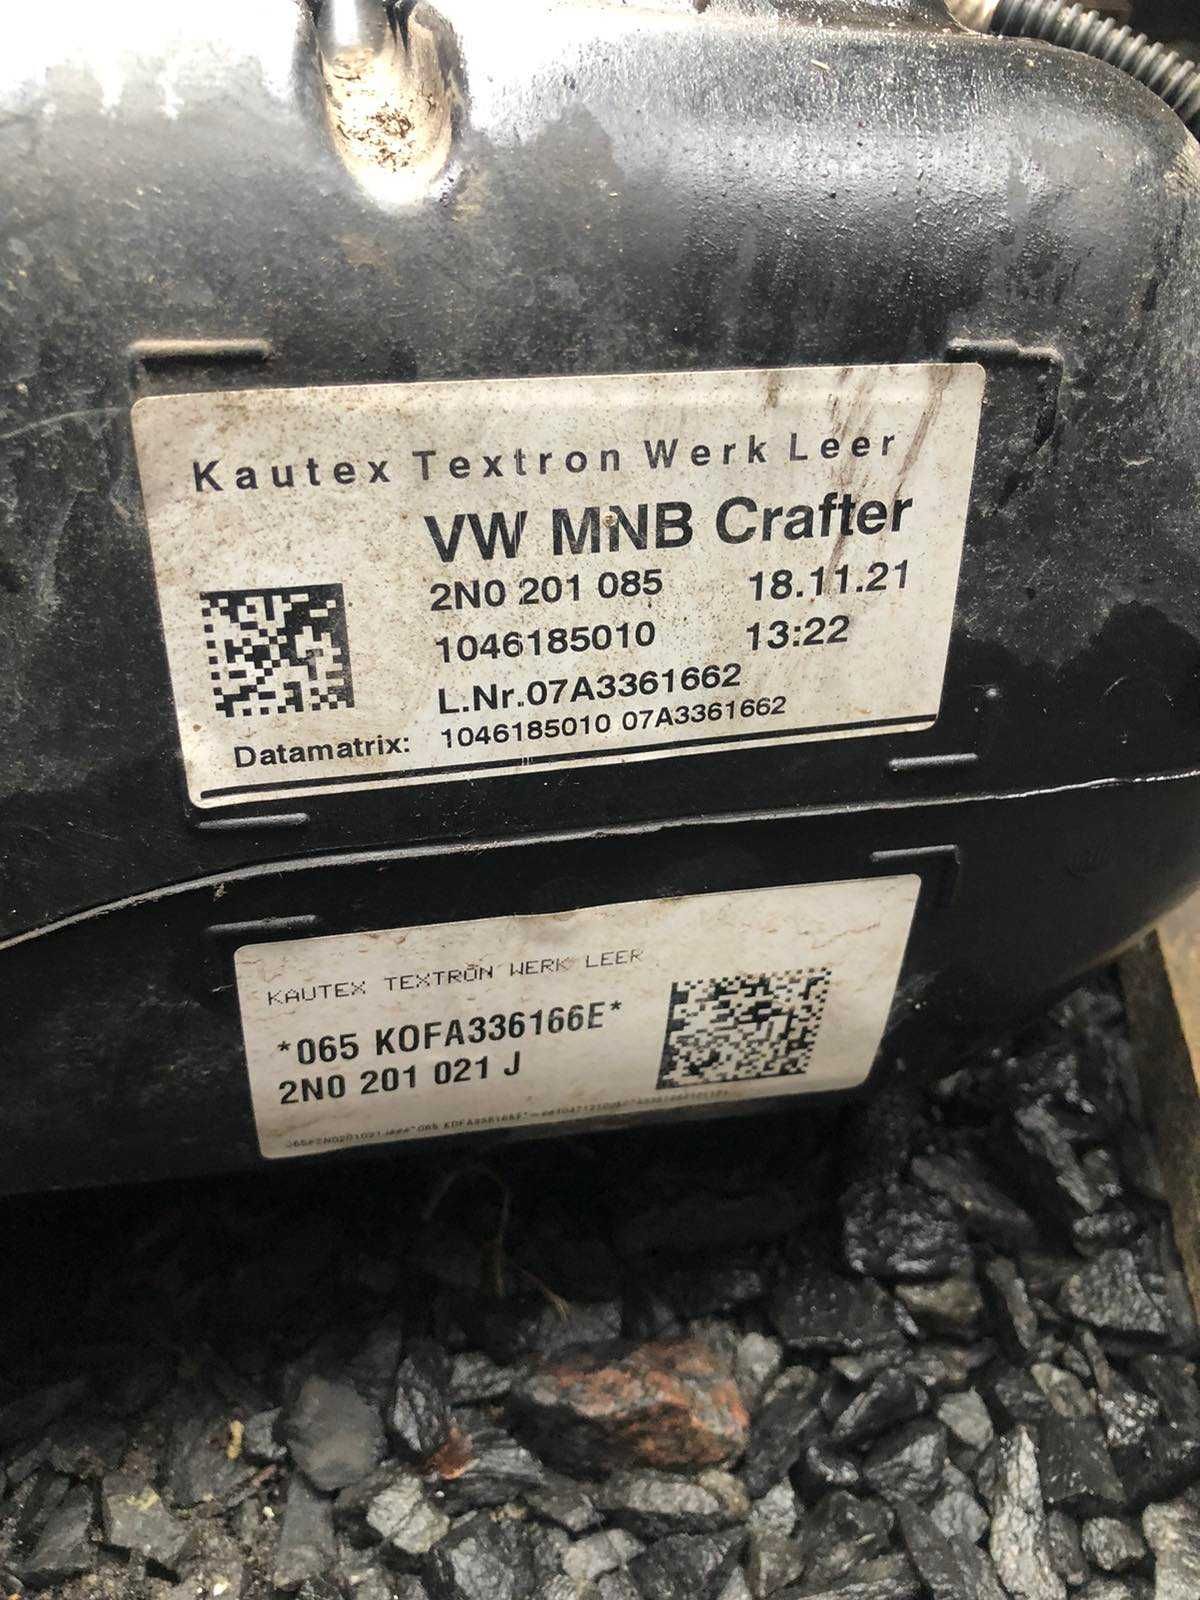 Kautex Textron Werk Leer
VW MNB Crafter
2N0 201 085 18.11.21
1046185010 13:22
L.Nr.07A3361662
Datamatrix: 1046185010 07A3361662
KAUTEX TEXTRON WERK LEER
*065 KOFA336166E*
2N0 201 021 J